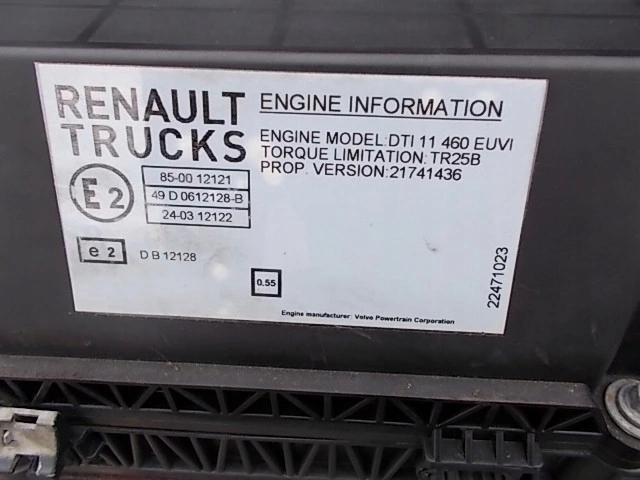 RENAULT
TRUCKS
ENGINE INFORMATION
ENGINE MODEL:DTI 11 460 EUVI
TORQUE LIMITATION:TR25B
PROP. VERSION:21741436
E2
85-00 12121
49 D 0612128-B
24-03 12122
e 2
D B 12128
0.55
22471023
Engine manufacturer: Volvo Powertrain Corporation